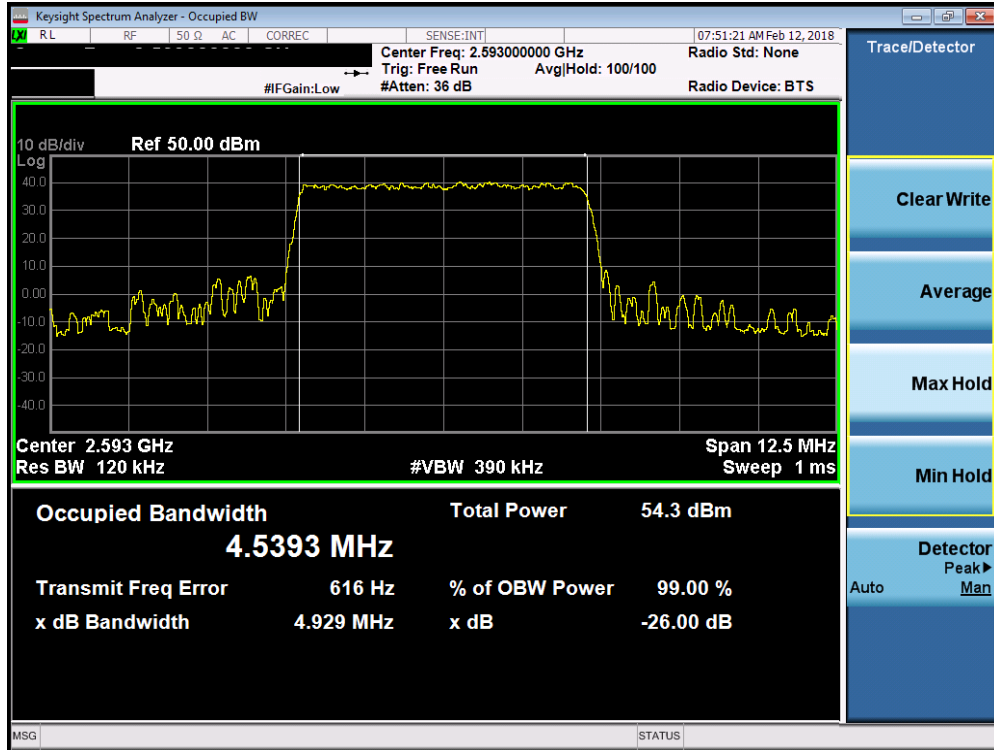 Keysight Spectrum Analyzer - Occupied BW
LXI RL RF 50 Ω AC CORREC SENSE:INT 07:51:21 AM Feb 12, 2018
Center Freq: 2.593000000 GHz Radio Std: None
Trig: Free Run Avg|Hold: 100/100
#IFGain:Low #Atten: 36 dB Radio Device: BTS
10 dB/div Ref 50.00 dBm
Log
40.0
30.0
20.0
10.0
0.00
-10.0
-20.0
-30.0
-40.0
Center 2.593 GHz Span 12.5 MHz
Res BW 120 kHz #VBW 390 kHz Sweep 1 ms
Occupied Bandwidth Total Power 54.3 dBm
4.5393 MHz
Transmit Freq Error 616 Hz % of OBW Power 99.00 %
x dB Bandwidth 4.929 MHz x dB -26.00 dB
MSG STATUS
Trace/Detector
Clear Write
Average
Max Hold
Min Hold
Detector
Peak▶
Auto Man